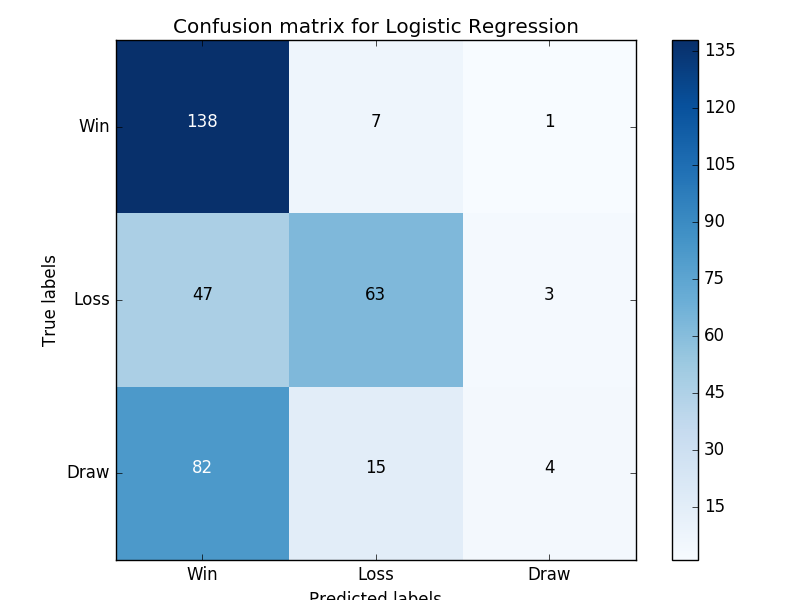 Confusion matrix for Logistic Regression
Win 138 7 1
Loss 47 63 3
Draw 82 15 4
Win Loss Draw
Predicted labels
True labels
135
120
105
90
75
60
45
30
15